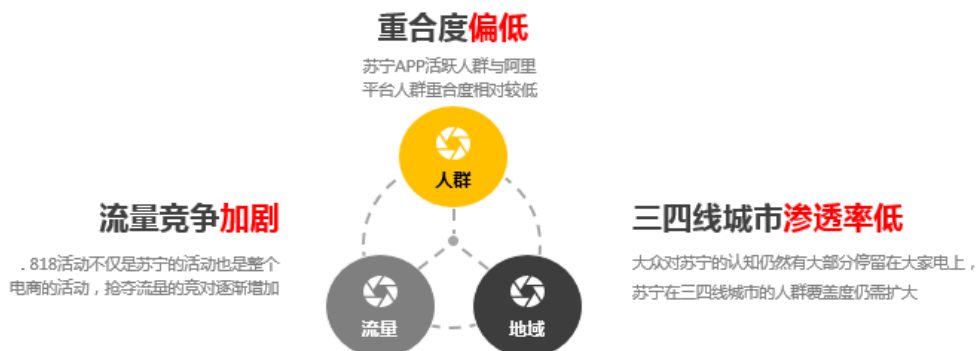 重合度偏低
苏宁APP活跃人群与阿里
平台人群重合度相对较低
人群
流量竞争加剧
. 818活动不仅是苏宁的活动也是整个
电商的活动，抢夺流量的竞对逐渐增加
三四线城市渗透率低
大众对苏宁的认知仍然有大部分停留在大家电上，
苏宁在三四线城市的人群覆盖度仍需扩大
流量
地域